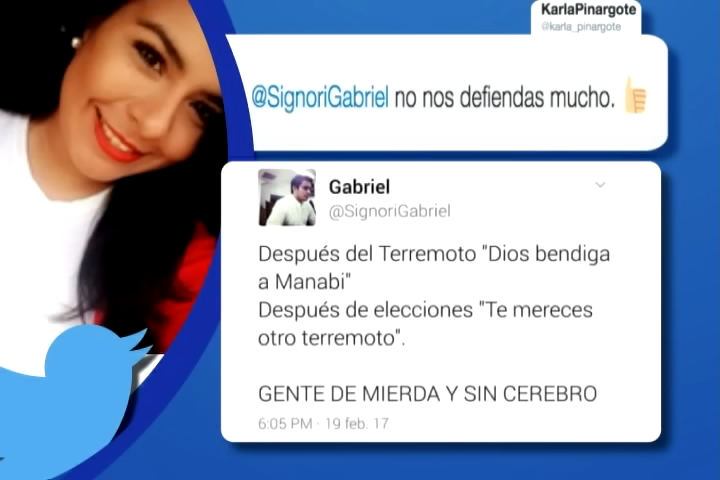 KarlaPinargote
@karla_pinargote
@SignoriGabriel no nos defiendas mucho. 👍
Gabriel
@SignoriGabriel
Después del Terremoto "Dios bendiga
a Manabi"
Después de elecciones "Te mereces
otro terremoto".
GENTE DE MIERDA Y SIN CEREBRO
6:05 PM · 19 feb. 17